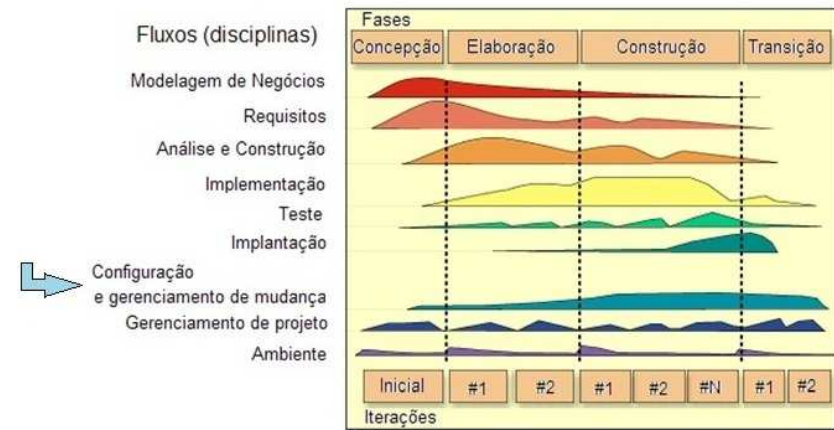 Fases
Fluxos (disciplinas)
Concepção Elaboração Construção Transição
Modelagem de Negócios
Requisitos
Análise e Construção
Implementação
Teste
Implantação
Configuração
e gerenciamento de mudança
Gerenciamento de projeto
Ambiente
Inicial #1 #2 #1 #2 #N #1 #2
Iterações